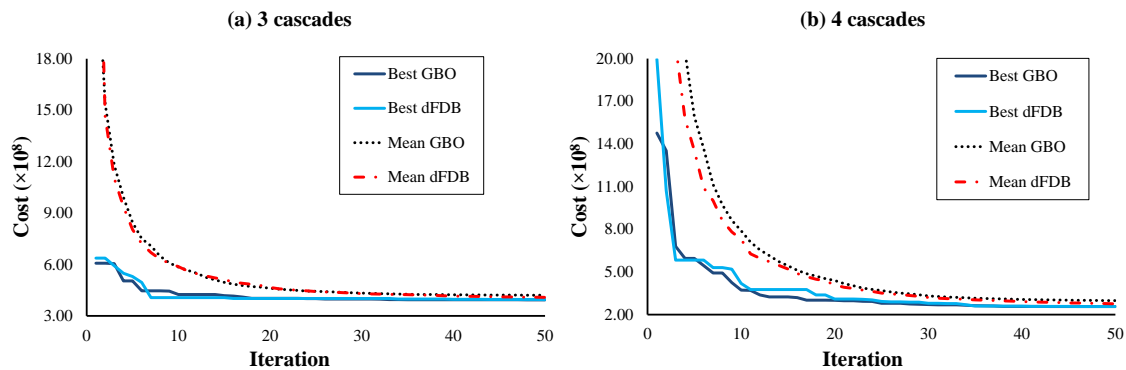 (a) 3 cascades
18.00
15.00
12.00
9.00
6.00
3.00
Cost (×10⁸)
0
10
20
30
40
50
Iteration
Best GBO
Best dFDB
Mean GBO
Mean dFDB
(b) 4 cascades
20.00
17.00
14.00
11.00
8.00
5.00
2.00
Cost (×10⁸)
0
10
20
30
40
50
Iteration
Best GBO
Best dFDB
Mean GBO
Mean dFDB